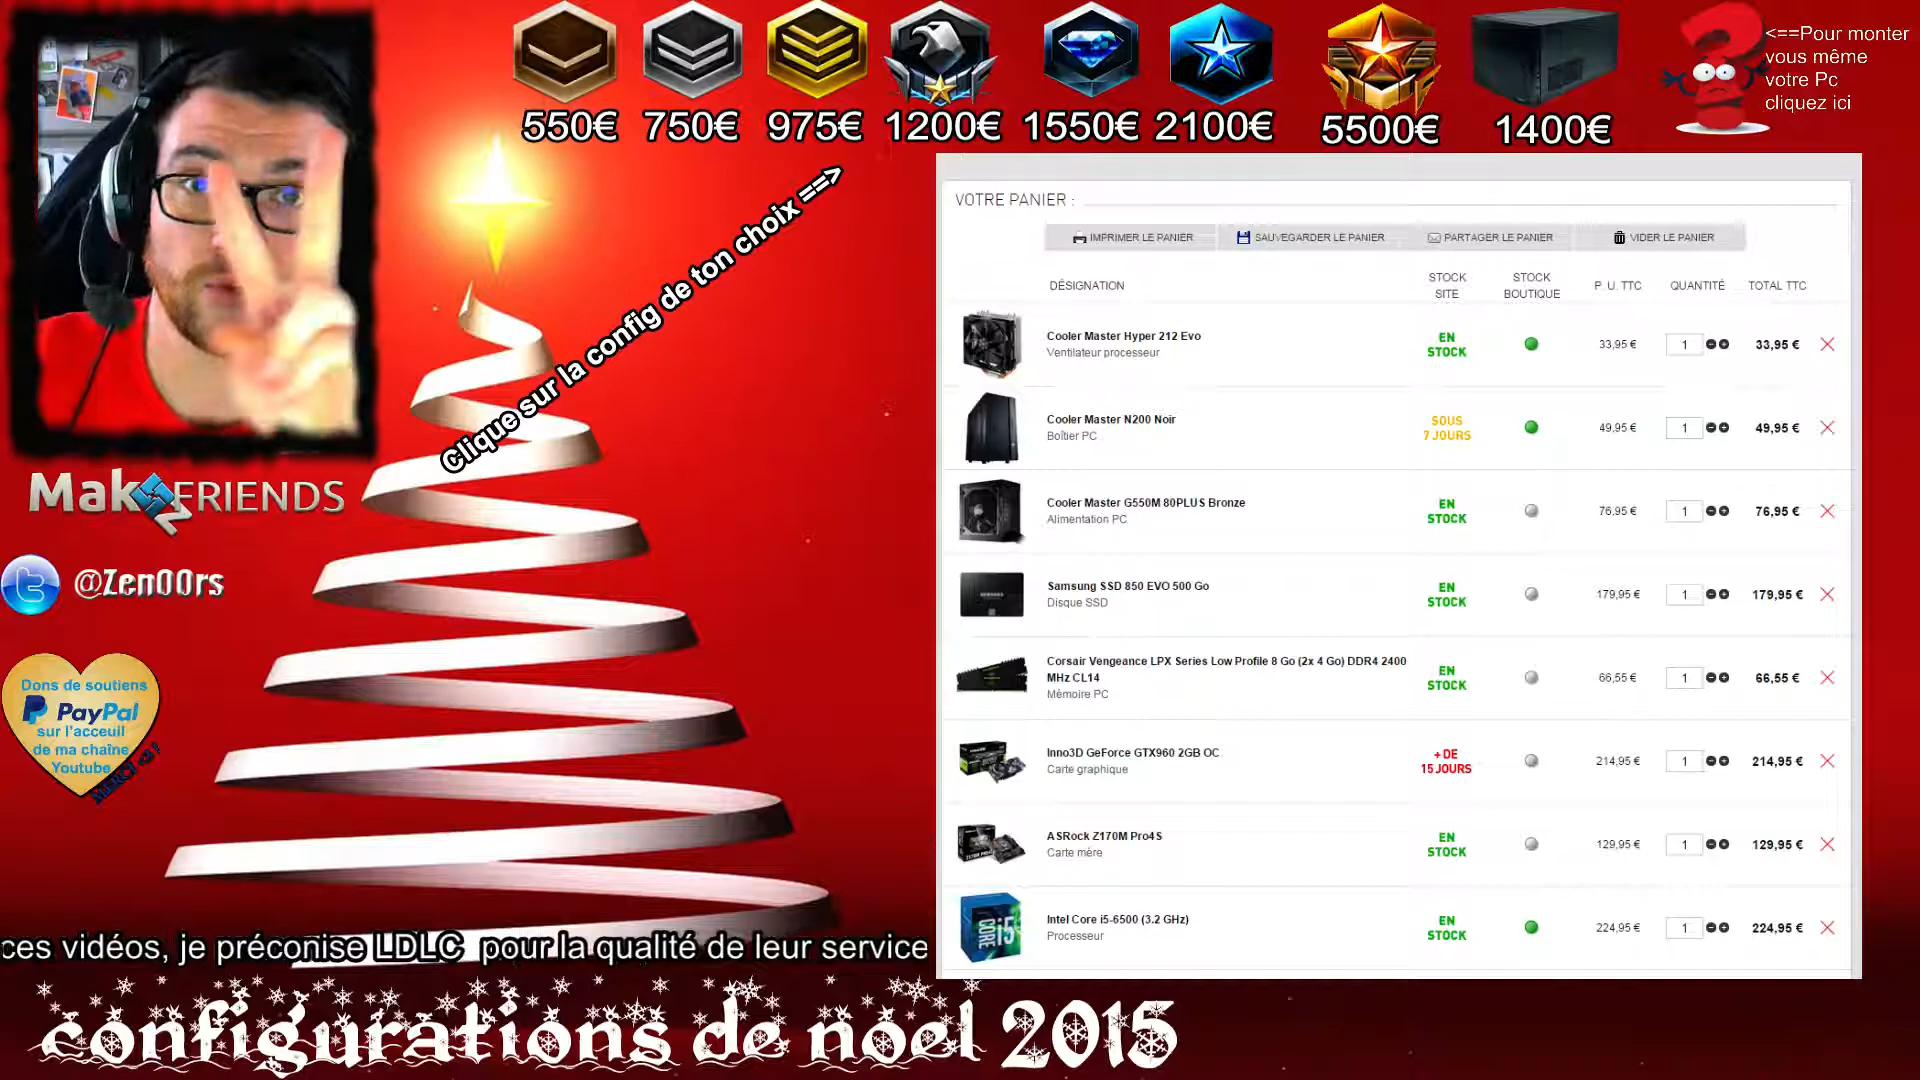 550€ 750€ 975€ 1200€ 1550€ 2100€ 5500€ 1400€
<==Pour monter
vous même
votre Pc
cliquez ici
Clique sur la config de ton choix ==>
MakzFRIENDS
@Zen00rs
Dons de soutiens
PayPal
sur l'acceuil
de ma chaîne
Youtube
VOTRE PANIER :
IMPRIMER LE PANIER SAUVEGARDER LE PANIER PARTAGER LE PANIER VIDER LE PANIER
DÉSIGNATION STOCK SITE STOCK BOUTIQUE P. U. TTC QUANTITÉ TOTAL TTC
Cooler Master Hyper 212 Evo
Ventilateur processeur
EN STOCK 33,95 € 1 33,95 €
Cooler Master N200 Noir
Boîtier PC
SOUS 7 JOURS 49,95 € 1 49,95 €
Cooler Master G550M 80PLUS Bronze
Alimentation PC
EN STOCK 76,95 € 1 76,95 €
Samsung SSD 850 EVO 500 Go
Disque SSD
EN STOCK 179,95 € 1 179,95 €
Corsair Vengeance LPX Series Low Profile 8 Go (2x 4 Go) DDR4 2400
MHz CL14
Mémoire PC
EN STOCK 66,55 € 1 66,55 €
Inno3D GeForce GTX960 2GB OC
Carte graphique
+ DE 15 JOURS 214,95 € 1 214,95 €
ASRock Z170M Pro4S
Carte mère
EN STOCK 129,95 € 1 129,95 €
Intel Core i5-6500 (3.2 GHz)
Processeur
EN STOCK 224,95 € 1 224,95 €
ces vidéos, je préconise LDLC pour la qualité de leur service
configurations de noel 2015